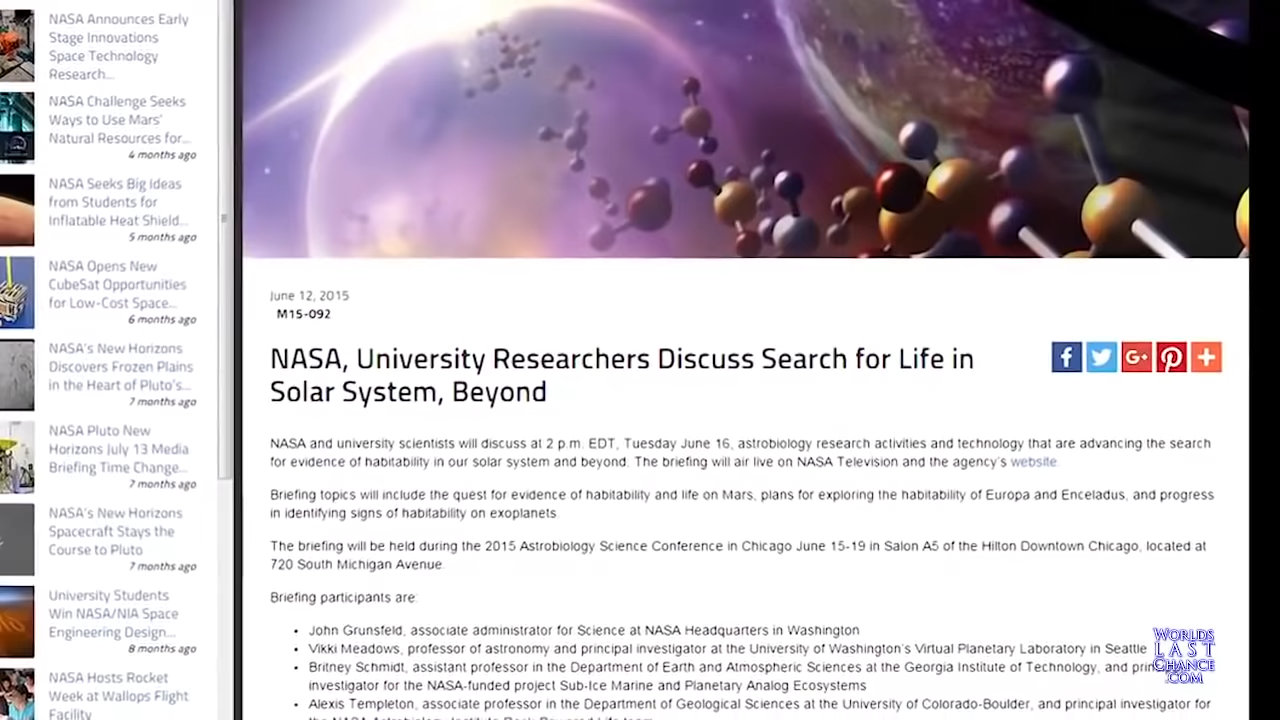 NASA Announces Early
Stage Innovations
Space Technology
Research...
NASA Challenge Seeks
Ways to Use Mars'
Natural Resources for...
4 months ago
NASA Seeks Big Ideas
from Students for
Inflatable Heat Shield...
5 months ago
NASA Opens New
CubeSat Opportunities
for Low-Cost Space...
6 months ago
NASA's New Horizons
Discovers Frozen Plains
in the Heart of Pluto's...
7 months ago
NASA Pluto New
Horizons July 13 Media
Briefing Time Change...
7 months ago
NASA's New Horizons
Spacecraft Stays the
Course to Pluto
7 months ago
University Students
Win NASA/NIA Space
Engineering Design...
8 months ago
NASA Hosts Rocket
Week at Wallops Flight
Facility
June 12, 2015
M15-092
NASA, University Researchers Discuss Search for Life in
Solar System, Beyond
NASA and university scientists will discuss at 2 p.m. EDT, Tuesday June 16, astrobiology research activities and technology that are advancing the search
for evidence of habitability in our solar system and beyond. The briefing will air live on NASA Television and the agency's website.
Briefing topics will include the quest for evidence of habitability and life on Mars, plans for exploring the habitability of Europa and Enceladus, and progress
in identifying signs of habitability on exoplanets.
The briefing will be held during the 2015 Astrobiology Science Conference in Chicago June 15-19 in Salon A5 of the Hilton Downtown Chicago, located at
720 South Michigan Avenue.
Briefing participants are:
• John Grunsfeld, associate administrator for Science at NASA Headquarters in Washington
• Vikki Meadows, professor of astronomy and principal investigator at the University of Washington's Virtual Planetary Laboratory in Seattle
• Britney Schmidt, assistant professor in the Department of Earth and Atmospheric Sciences at the Georgia Institute of Technology, and
investigator for the NASA-funded project Sub-Ice Marine and Planetary Analog Ecosystems
• Alexis Templeton, associate professor in the Department of Geological Sciences at the University of Colorado-Boulder, and principal investigator for
WORLDS
LAST
CHANCE
.COM